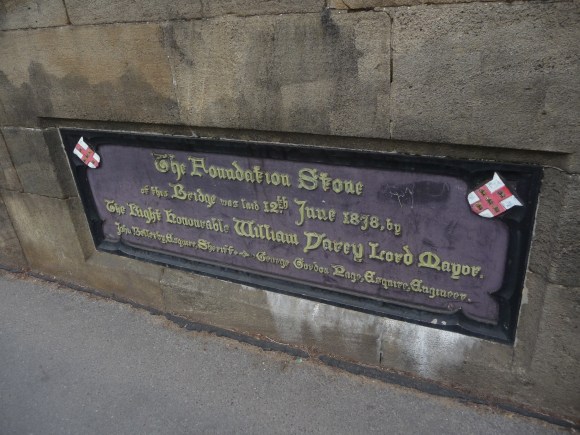 The Foundation Stone
of this Bridge was laid 12th June 1878, by
The Right Honourable William Varey Lord Mayor.
John Bellerby Esquire, Sheriff. George Gordon Page, Esquire, Engineer.